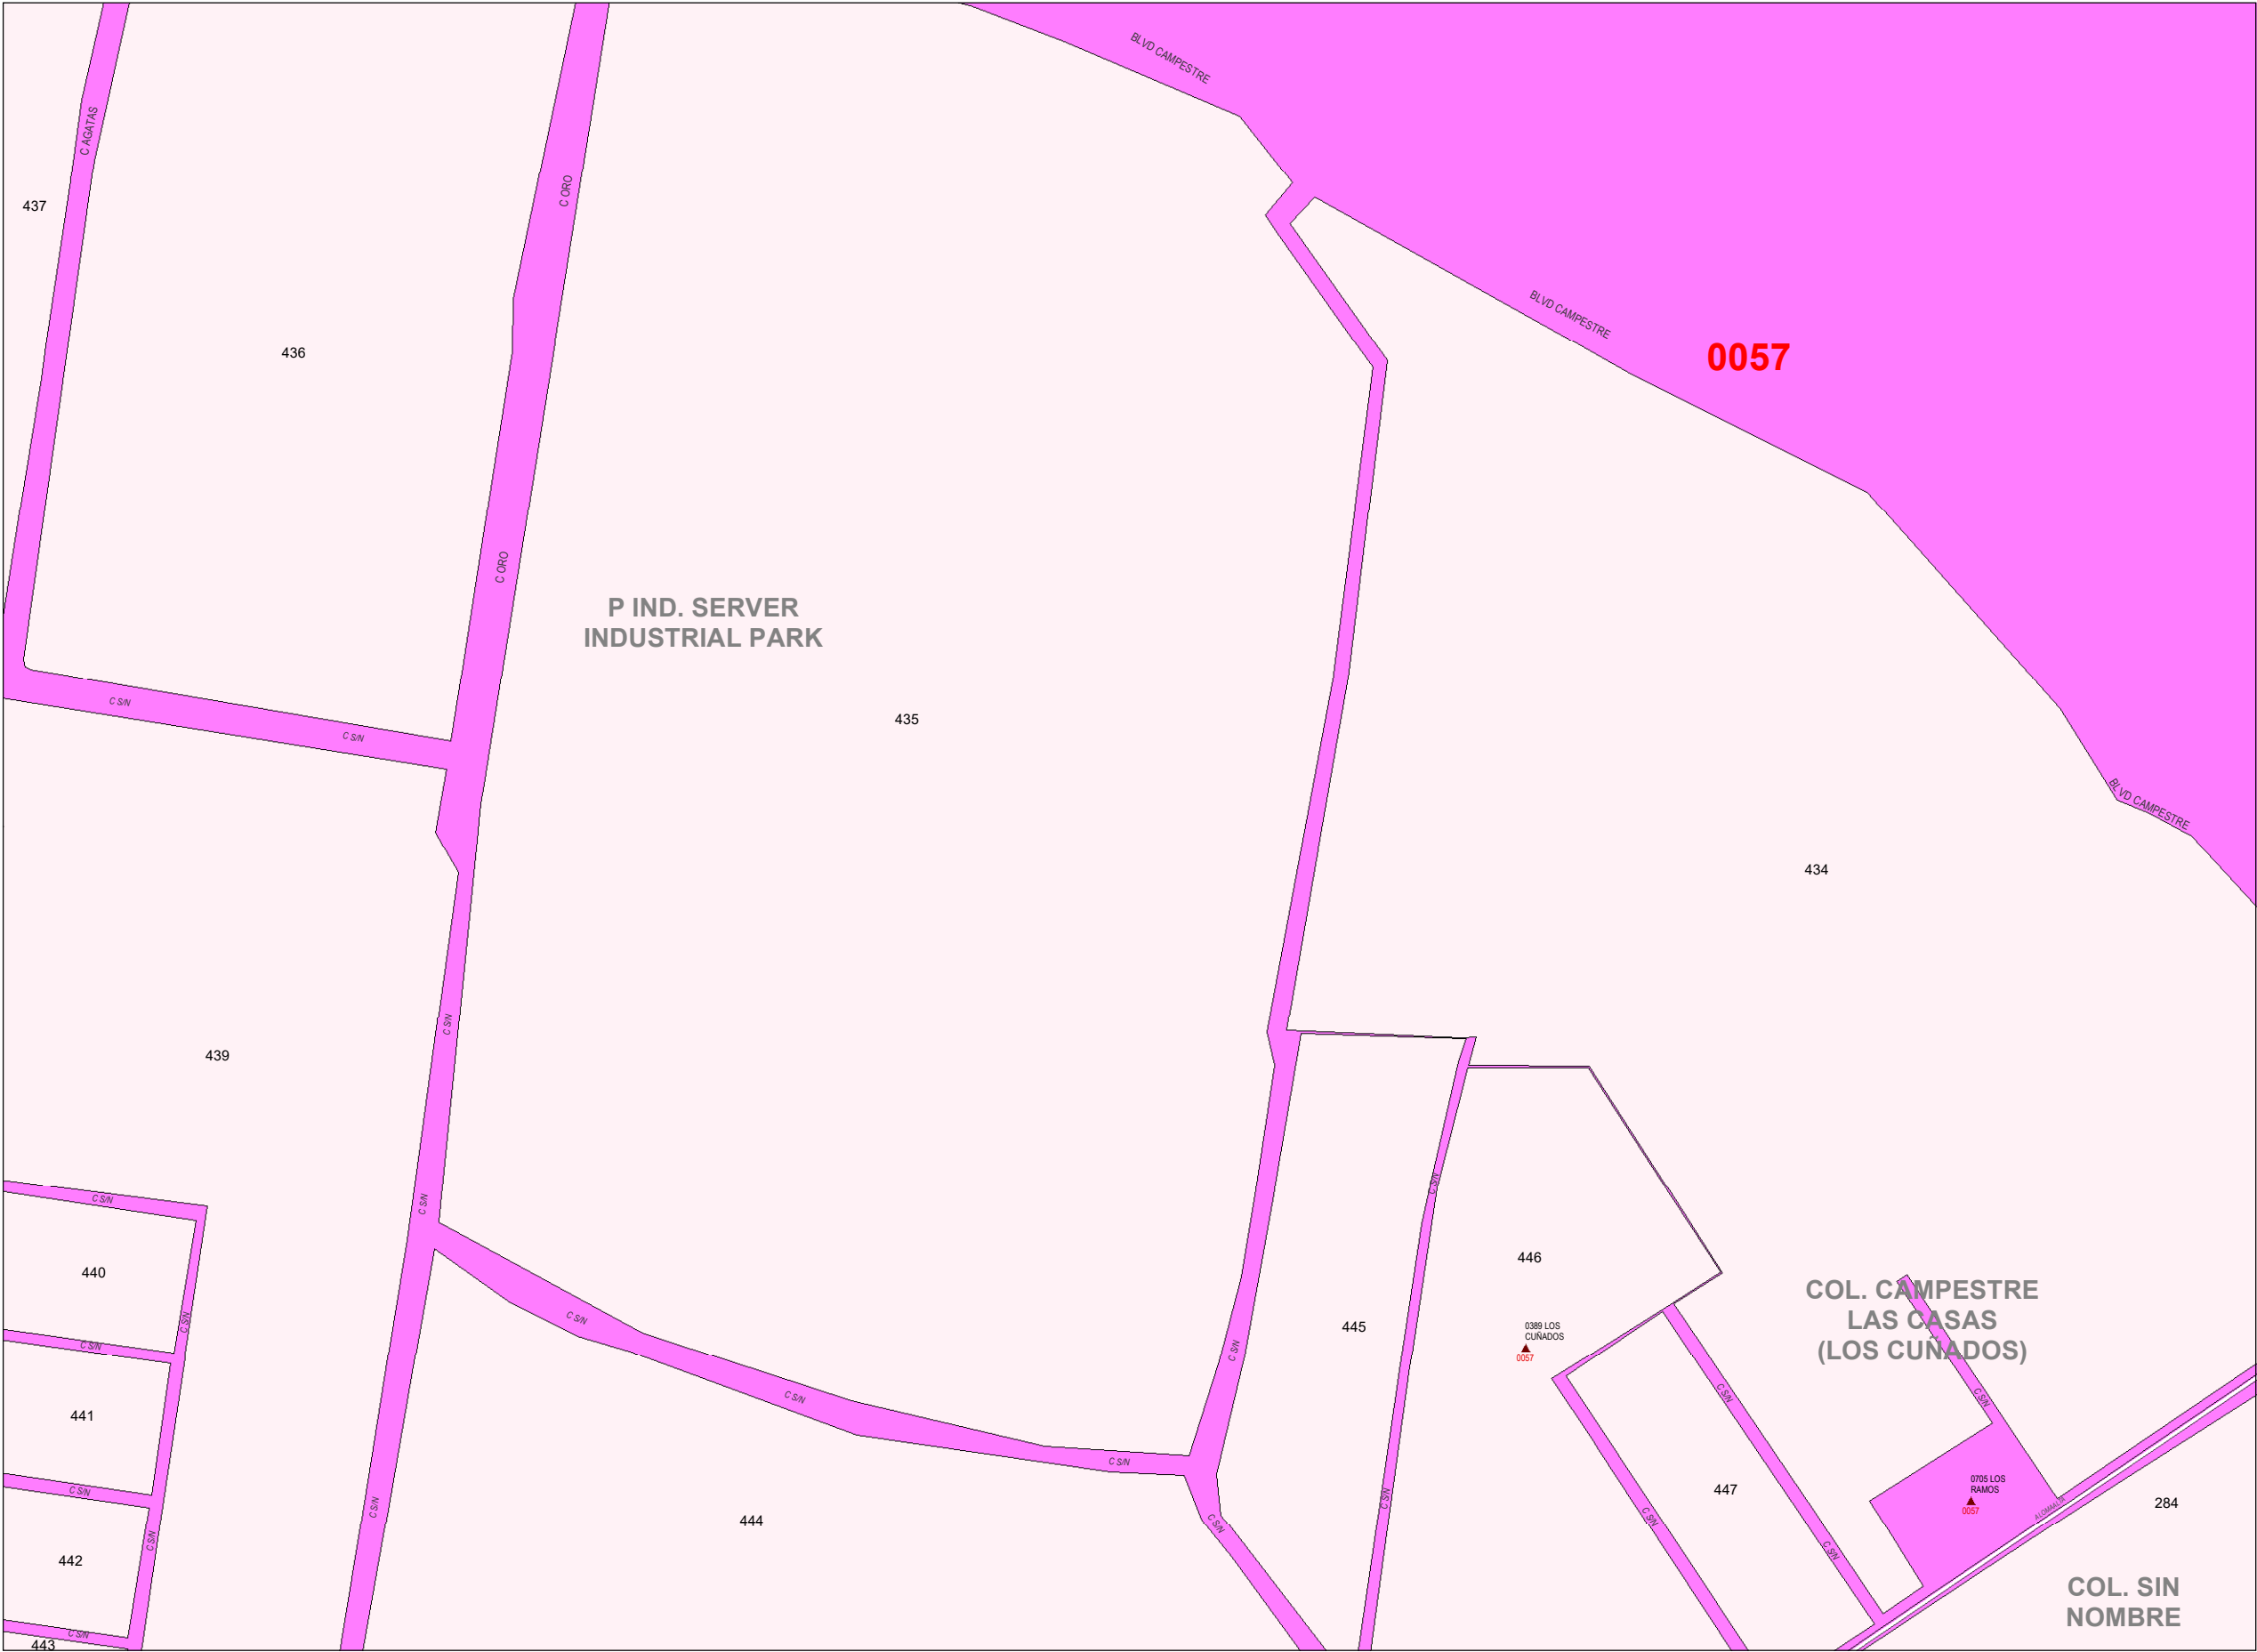 BLVD CAMPESTRE
C AGATAS
C ORO
437
BLVD CAMPESTRE
0057
436
C ORO
P IND. SERVER
INDUSTRIAL PARK
C S/N
C S/N
435
BLVD CAMPESTRE
434
C S/N
439
C S/N
C S/N
C S/N
440
446
COL. CAMPESTRE
LAS CASAS
(LOS CUÑADOS)
C S/N
C S/N
445
0389 LOS
CUÑADOS
0057
C S/N
C S/N
C S/N
C S/N
C S/N
441
C S/N
C S/N
447
0705 LOS
RAMOS
0057
284
C S/N
C S/N
C S/N
444
C S/N
C S/N
C S/N
C S/N
442
COL. SIN
NOMBRE
C S/N
443